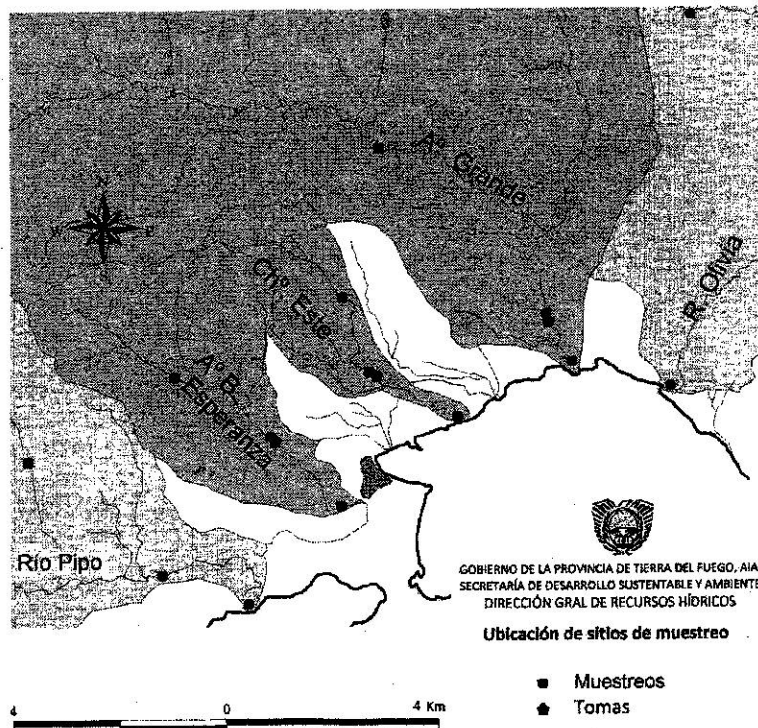 Aº Grande
N
Chº Este
R. Olivia
Aº B.
Esperanza
Río Pipo
GOBIERNO DE LA PROVINCIA DE TIERRA DEL FUEGO, AIA
SECRETARÍA DE DESARROLLO SUSTENTABLE Y AMBIENTE
DIRECCIÓN GRAL DE RECURSOS HÍDRICOS
Ubicación de sitios de muestreo
Muestreos
Tomas
4 0 4 Km